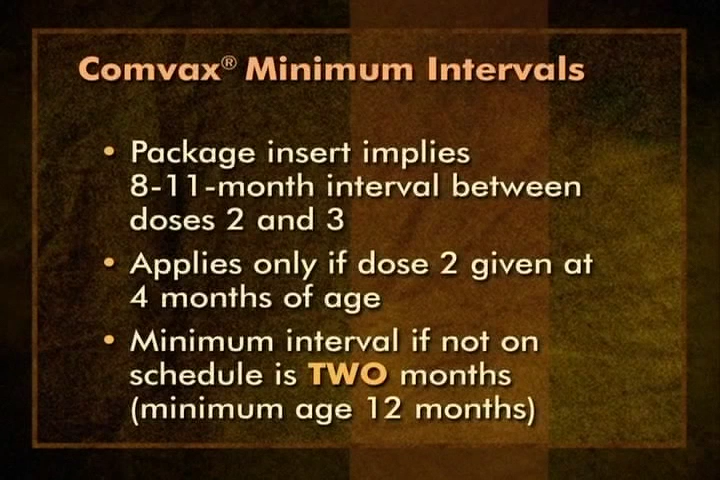 Comvax® Minimum Intervals
• Package insert implies
8-11-month interval between
doses 2 and 3
• Applies only if dose 2 given at
4 months of age
• Minimum interval if not on
schedule is TWO months
(minimum age 12 months)